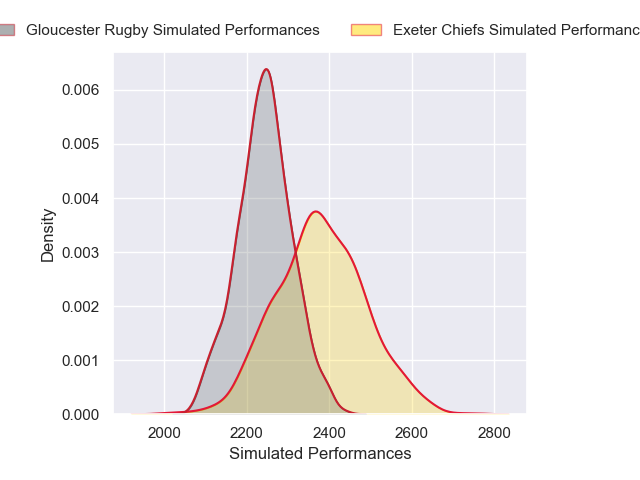 Gloucester Rugby Simulated Performances Exeter Chiefs Simulated Performanc
0.006
0.005
0.004
0.003
0.002
0.001
0.000
Density
2000 2200 2400 2600 2800
Simulated Performances